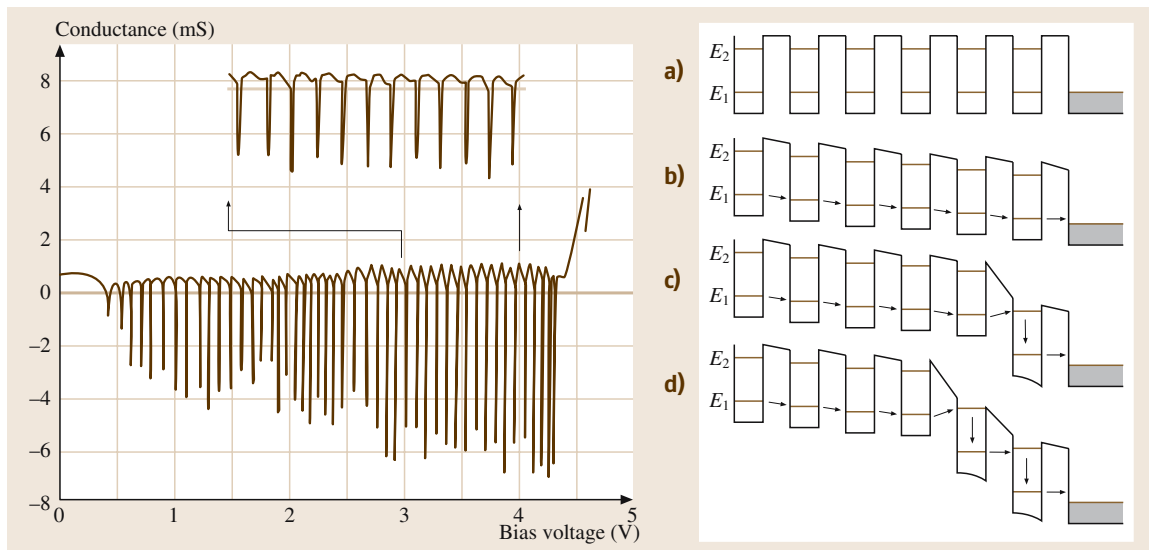 Conductance (mS)
8
6
4
2
0
–2
–4
–6
–8
0 1 2 3 4 5
Bias voltage (V)
a)
E2
E1
b)
E2
E1
c)
E2
E1
d)
E2
E1